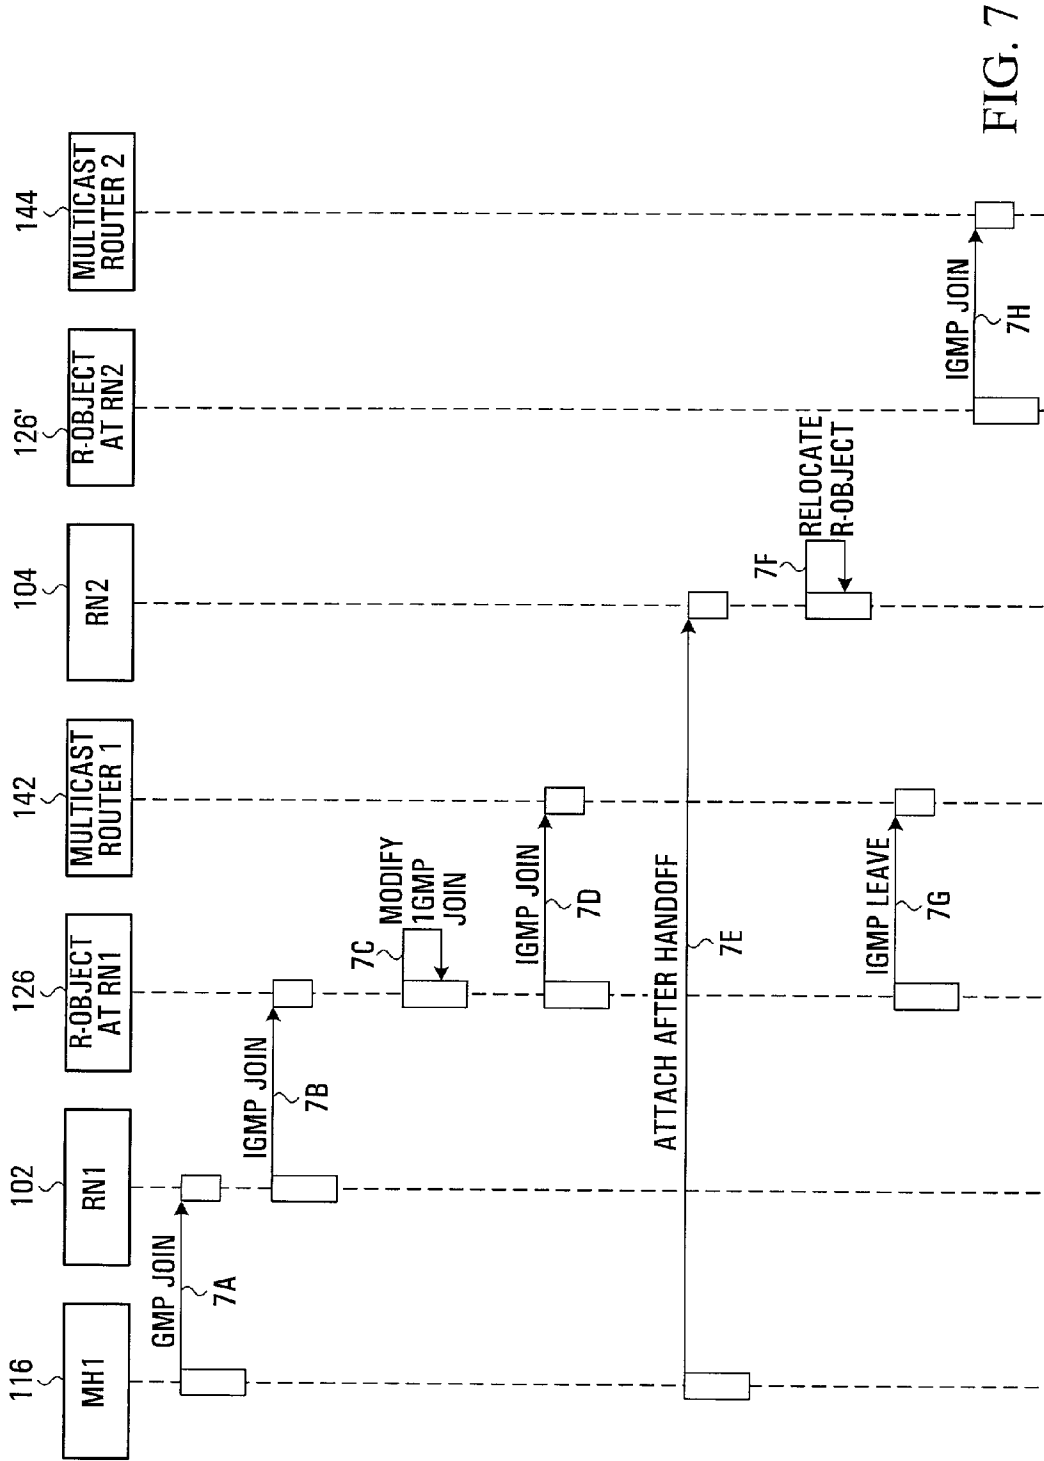 116
MH1
102
RN1
126
R-OBJECT
AT RN1
142
MULTICAST
ROUTER 1
104
RN2
126'
R-OBJECT
AT RN2
144
MULTICAST
ROUTER 2
GMP JOIN
7A
IGMP JOIN
7B
7C
MODIFY
1GMP
JOIN
IGMP JOIN
7D
ATTACH AFTER HANDOFF
7E
7F
RELOCATE
R-OBJECT
IGMP LEAVE
7G
IGMP JOIN
7H
FIG. 7